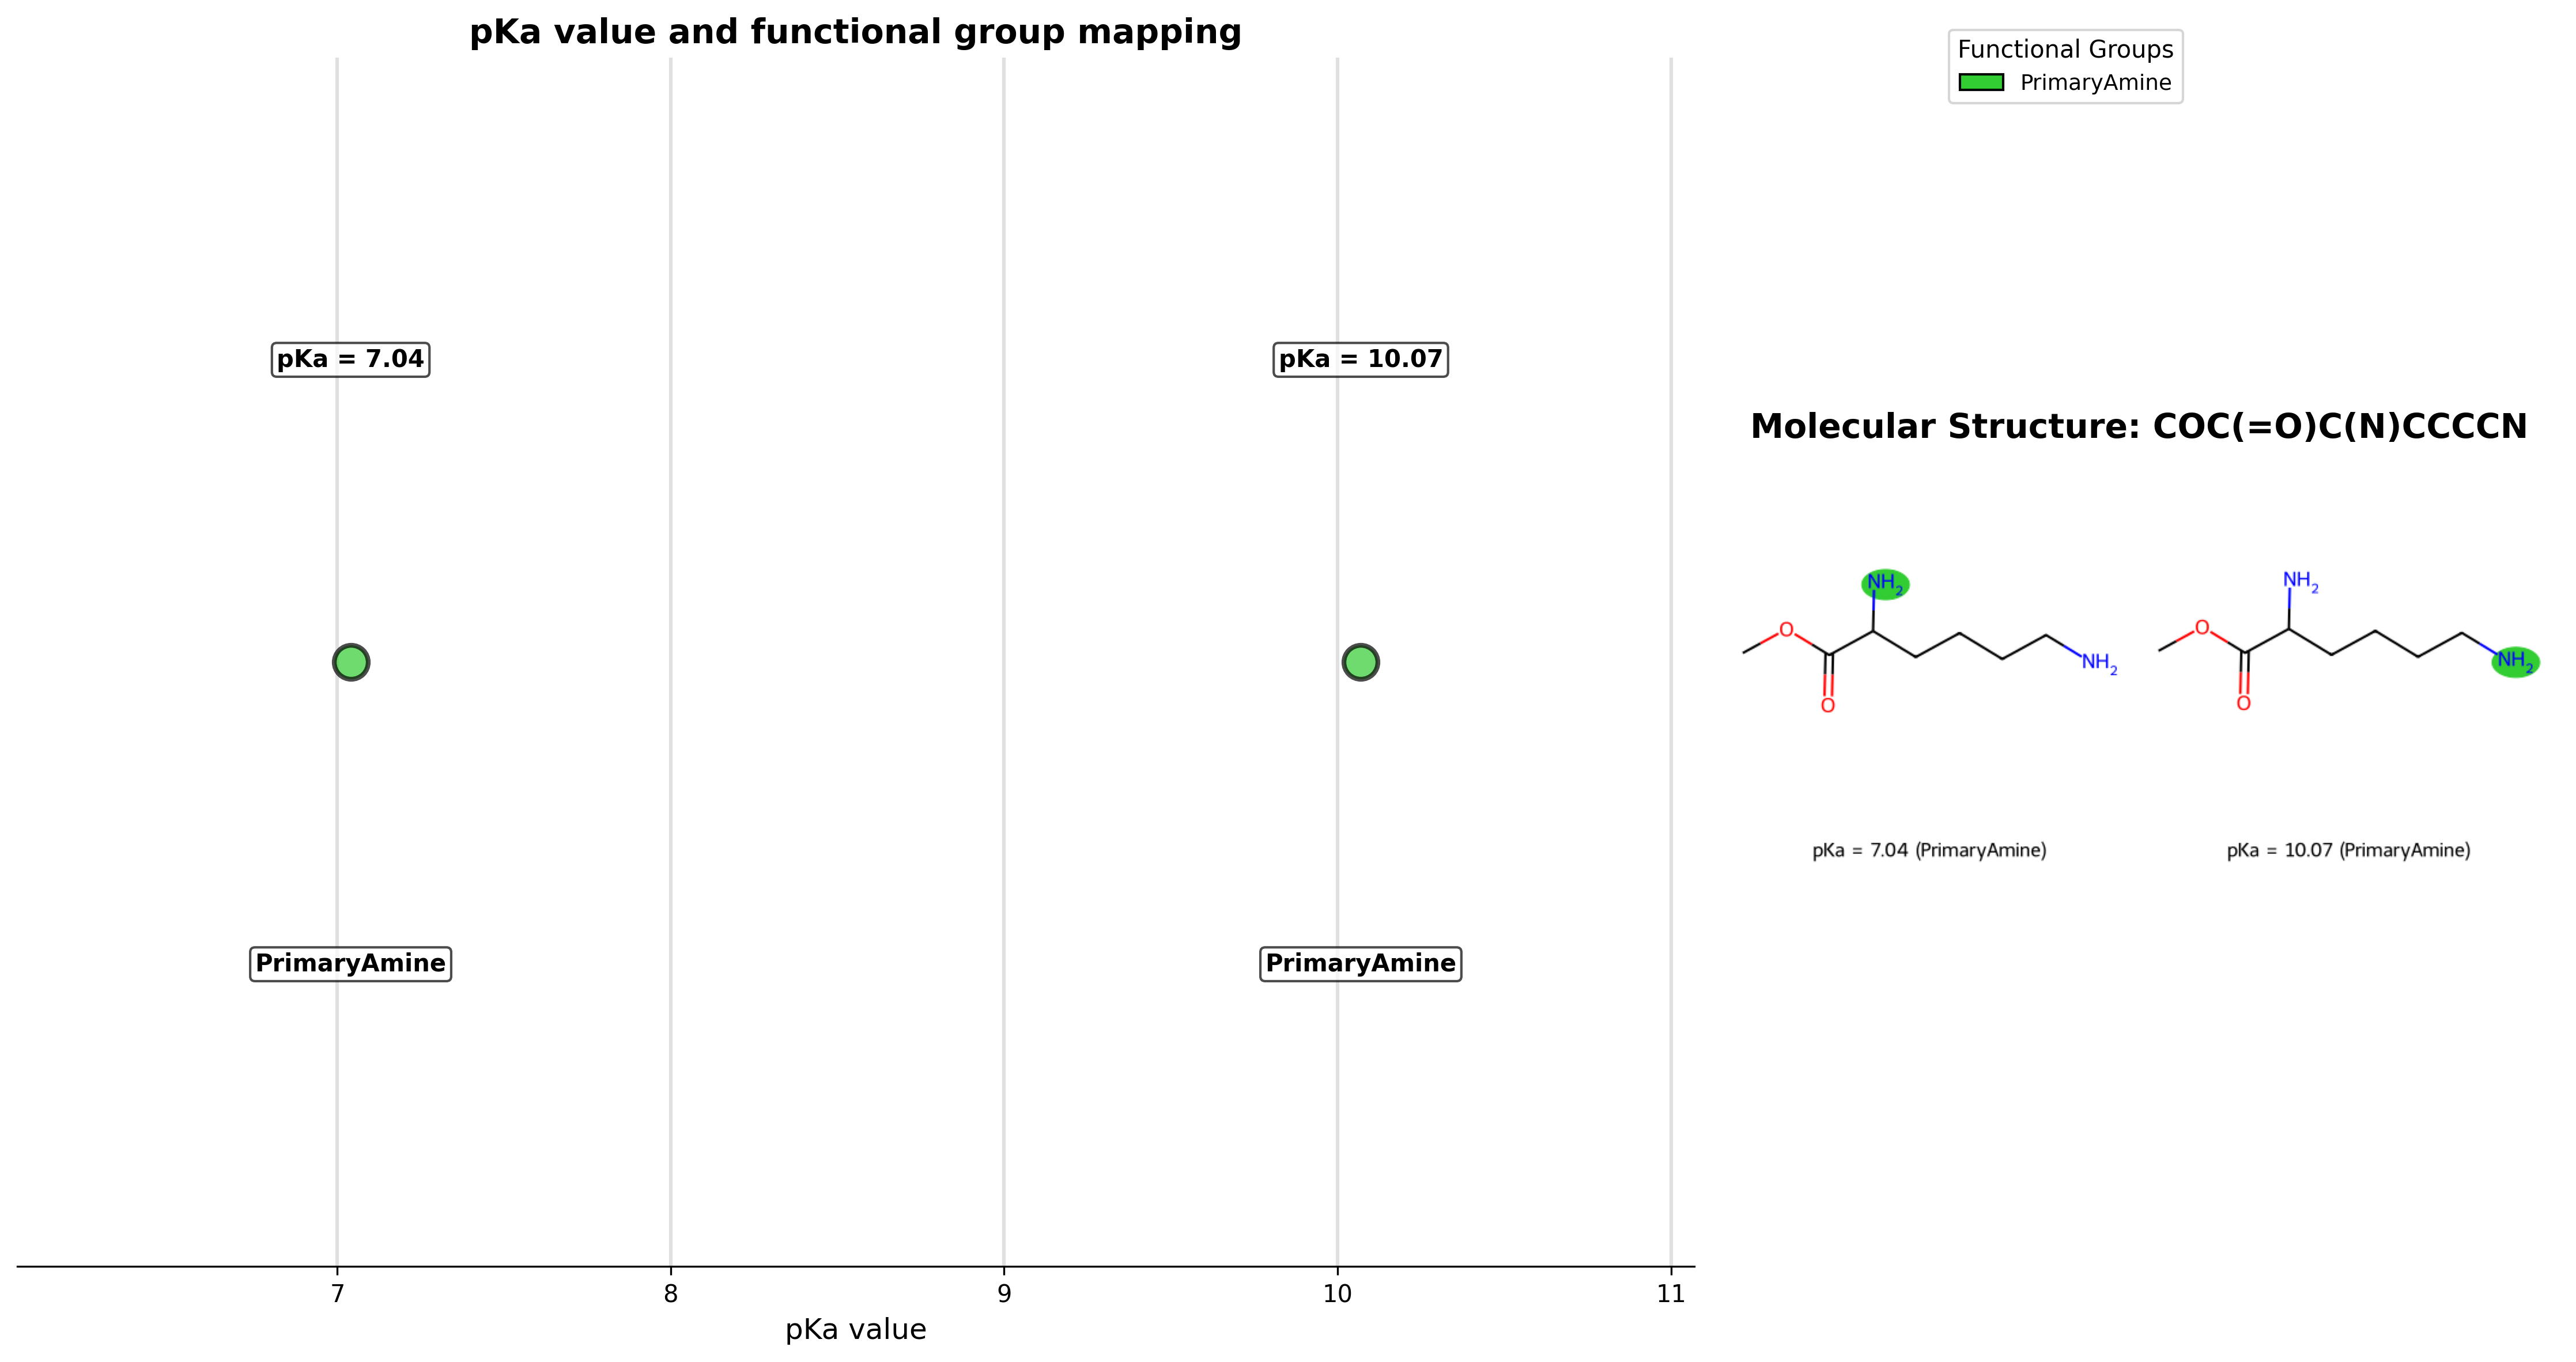 pKa value and functional group mapping
Functional Groups
PrimaryAmine
pKa = 7.04
pKa = 10.07
Molecular Structure: COC(=O)C(N)CCCCN
NH2
O
O
NH2
NH2
O
O
NH2
pKa = 7.04 (PrimaryAmine)
pKa = 10.07 (PrimaryAmine)
PrimaryAmine
PrimaryAmine
7
8
9
10
11
pKa value